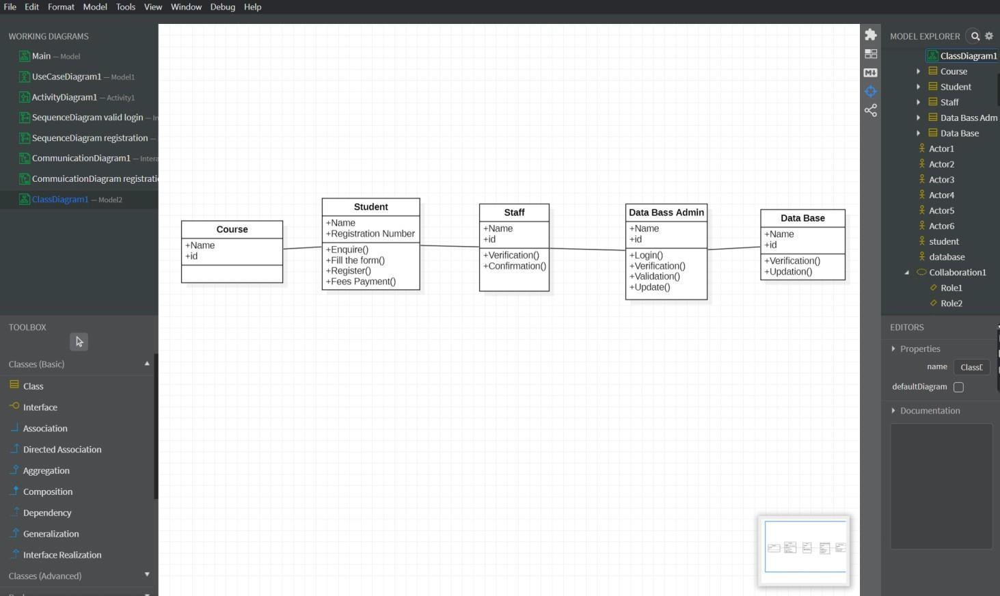 File Edit Format Model Tools View Window Debug Help
WORKING DIAGRAMS
Main — Model
UseCaseDiagram1 — Model1
ActivityDiagram1 — Activity1
SequenceDiagram valid login — In
SequenceDiagram registration —
CommunicationDiagram1 — Intera
CommuicationDiagram registrati
ClassDiagram1 — Model2
TOOLBOX
Classes (Basic)
Class
Interface
Association
Directed Association
Aggregation
Composition
Dependency
Generalization
Interface Realization
Classes (Advanced)
Course
+Name
+id
Student
+Name
+Registration Number
+Enquire()
+Fill the form()
+Register()
+Fees Payment()
Staff
+Name
+id
+Verification()
+Confirmation()
Data Bass Admin
+Name
+id
+Login()
+Verification()
+Validation()
+Update()
Data Base
+Name
+id
+Verification()
+Updation()
M
MODEL EXPLORER
ClassDiagram1
Course
Student
Staff
Data Bass Adm
Data Base
Actor1
Actor2
Actor3
Actor4
Actor5
Actor6
student
database
Collaboration1
Role1
Role2
EDITORS
Properties
name ClassD
defaultDiagram
Documentation